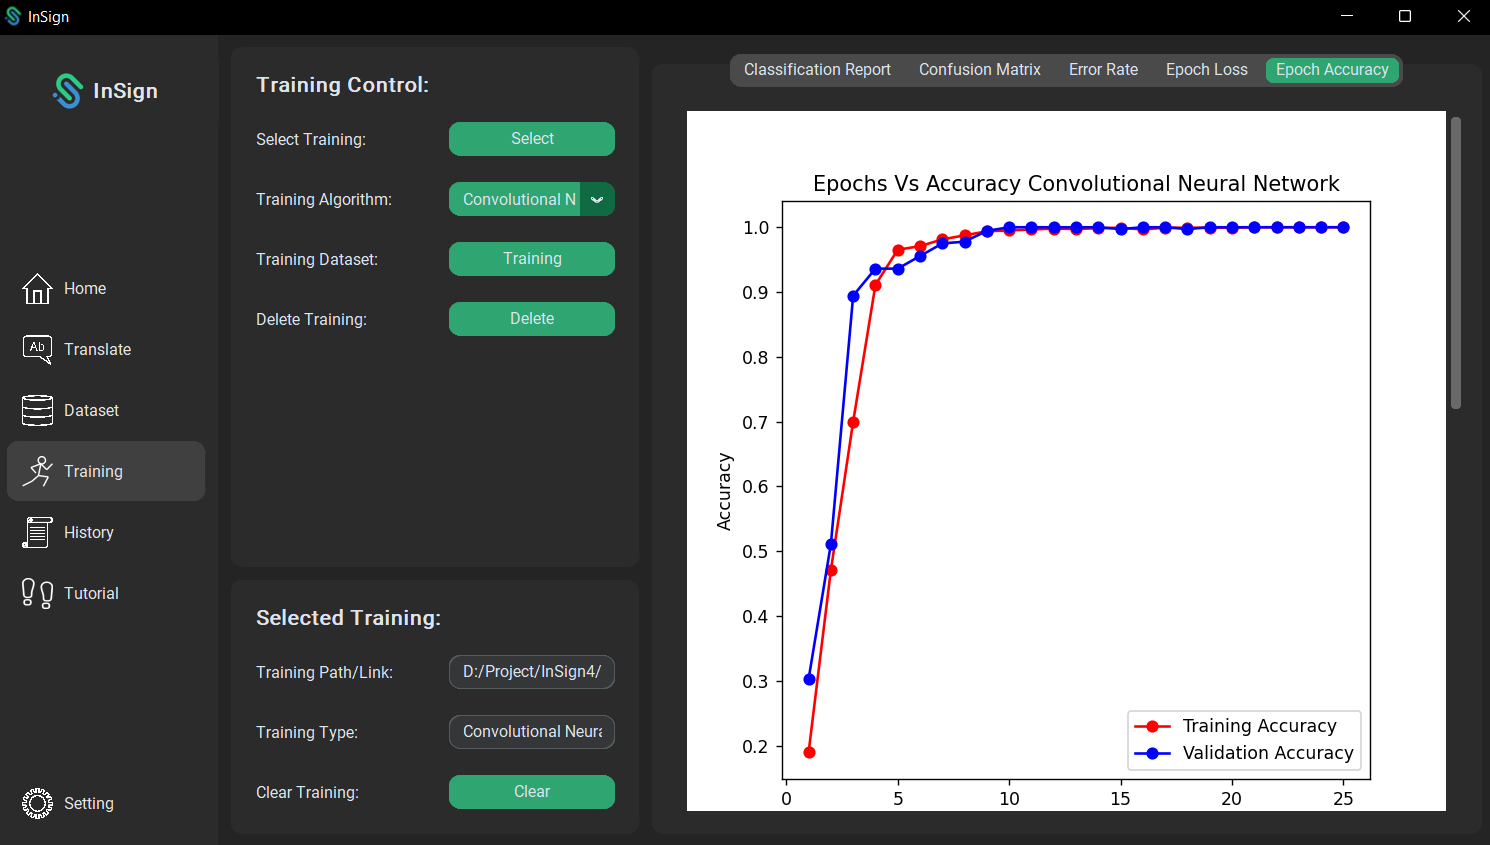 InSign
InSign
Home
Ab
Translate
Dataset
Training
History
Tutorial
Setting
Training Control:
Select Training:
Select
Training Algorithm:
Convolutional N
Training Dataset:
Training
Delete Training:
Delete
Selected Training:
Training Path/Link:
D:/Project/InSign4/
Training Type:
Convolutional Neura
Clear Training:
Clear
Classification Report
Confusion Matrix
Error Rate
Epoch Loss
Epoch Accuracy
Epochs Vs Accuracy Convolutional Neural Network
1.0
0.9
0.8
0.7
0.6
0.5
0.4
0.3
0.2
Accuracy
Training Accuracy
Validation Accuracy
0 5 10 15 20 25